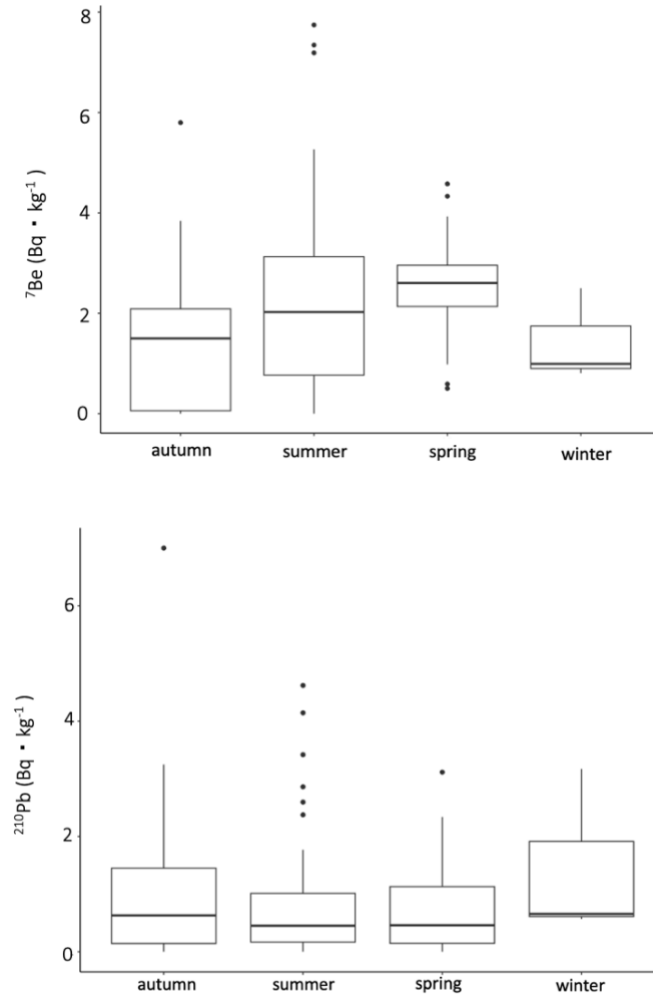 8
6
4
2
0
⁷Be (Bq • kg⁻¹)
autumn summer spring winter
6
4
2
0
²¹⁰Pb (Bq • kg⁻¹)
autumn summer spring winter